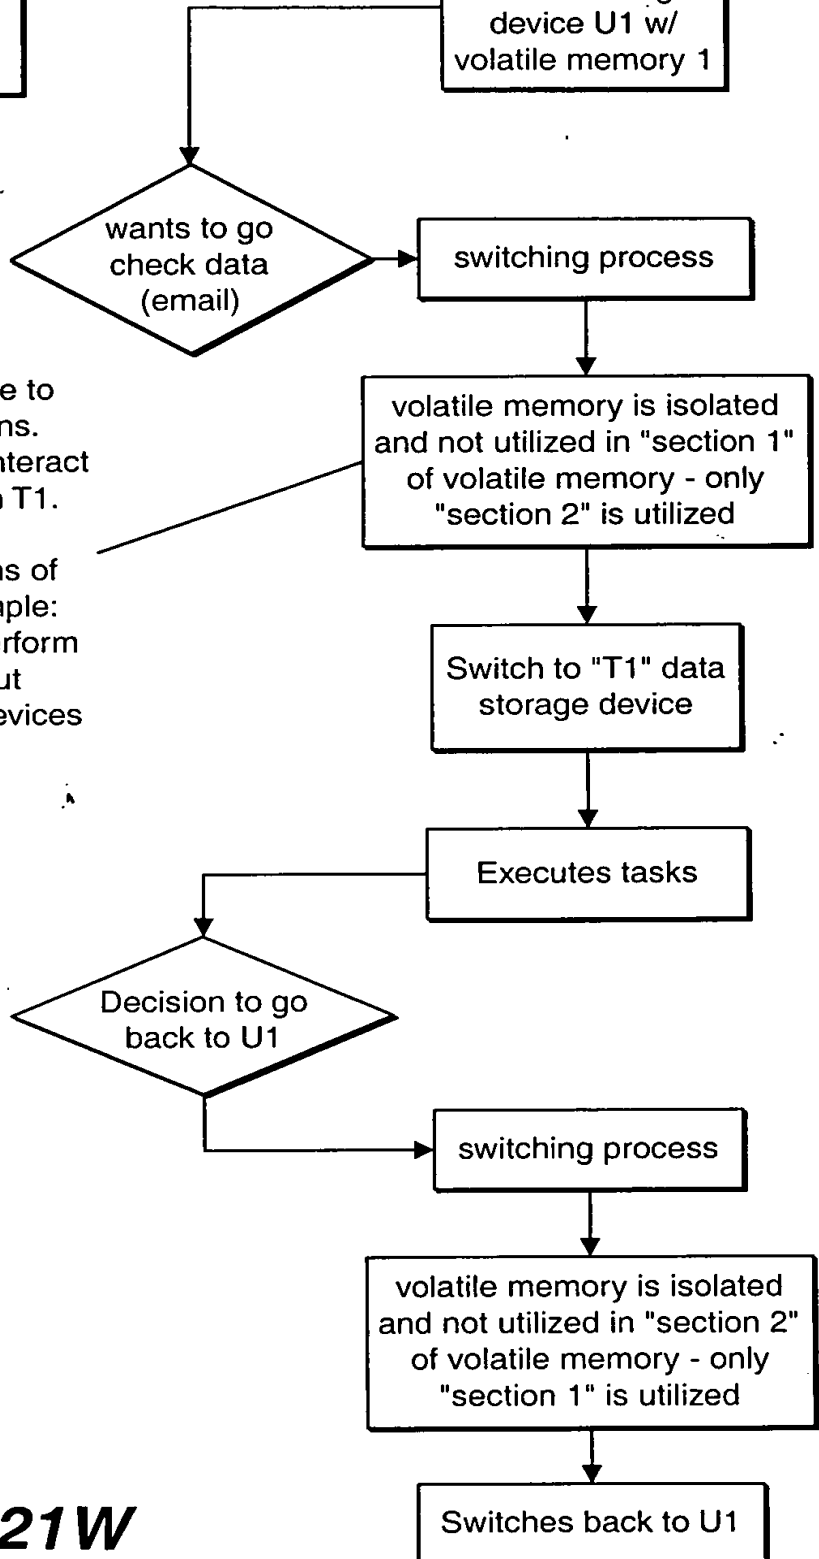 device U1 w/
volatile memory 1
wants to go
check data
(email)
switching process
volatile memory is isolated
and not utilized in "section 1"
of volatile memory - only
"section 2" is utilized
e to
ns.
nteract
T1.
ns of
nple:
erform
ut
evices
Switch to "T1" data
storage device
Executes tasks
Decision to go
back to U1
switching process
volatile memory is isolated
and not utilized in "section 2"
of volatile memory - only
"section 1" is utilized
Switches back to U1
21W